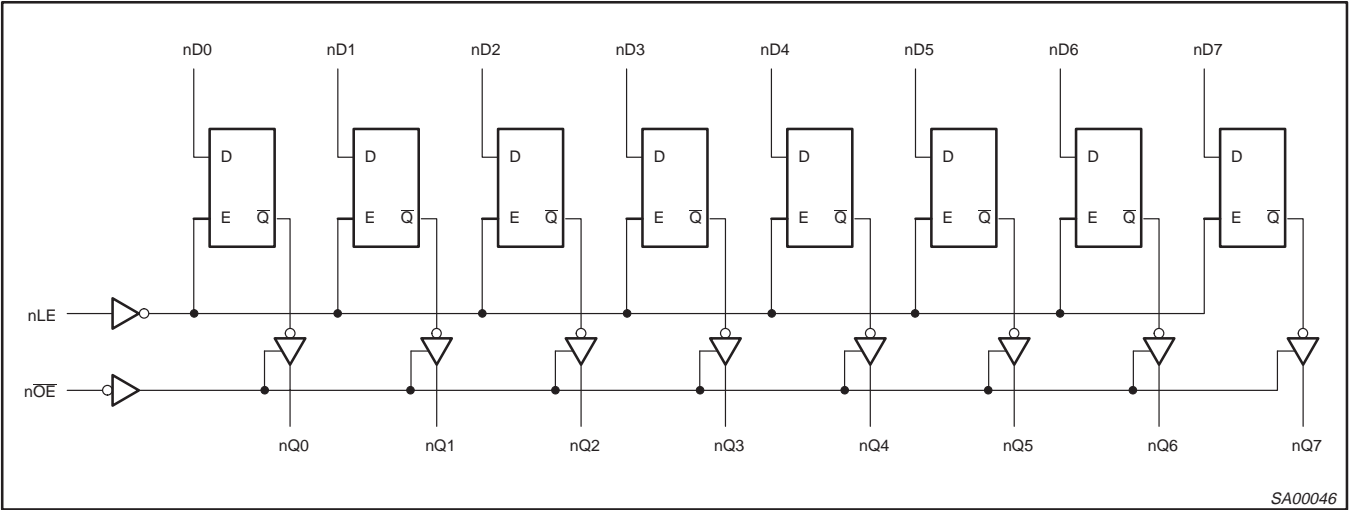 nD0 nD1 nD2 nD3 nD4 nD5 nD6 nD7
D D D D D D D D
E Q̅ E Q̅ E Q̅ E Q̅ E Q̅ E Q̅ E Q̅ E Q̅
nLE
nO̅E̅
nQ0 nQ1 nQ2 nQ3 nQ4 nQ5 nQ6 nQ7
SA00046